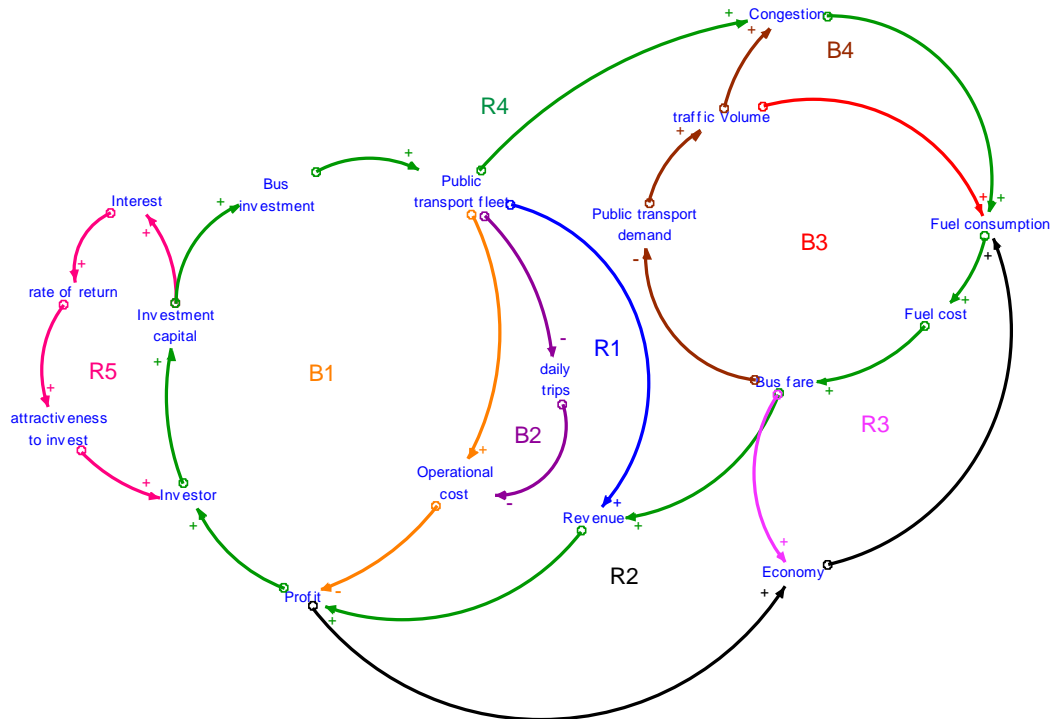 Congestion
+
+
B4
R4
traffic Volume
+
+
Bus
investment
Public
transport fleet
Interest
+
+
Public transport
demand
+
+
Fuel consumption
B3
-
+
+
rate of return
Investment
capital
+
Fuel cost
+
R5
B1
-
R1
daily
trips
Bus fare
+
+
attractiveness
to invest
R3
B2
+
Operational
cost
+
Investor
-
+
Revenue
+
+
+
R2
Economy
+
Profit
-
+